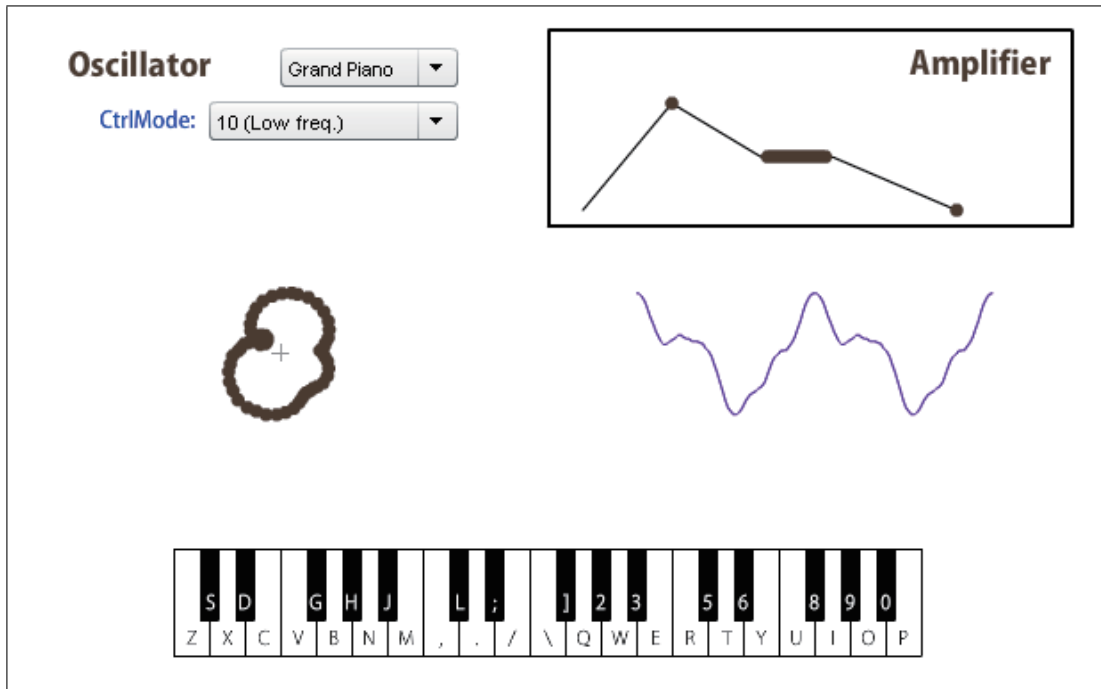 Oscillator
Grand Piano
Amplifier
CtrlMode:
10 (Low freq.)
S D G H J L ; ] 2 3 5 6 8 9 0
Z X C V B N M , . / \ Q W E R T Y U I O P